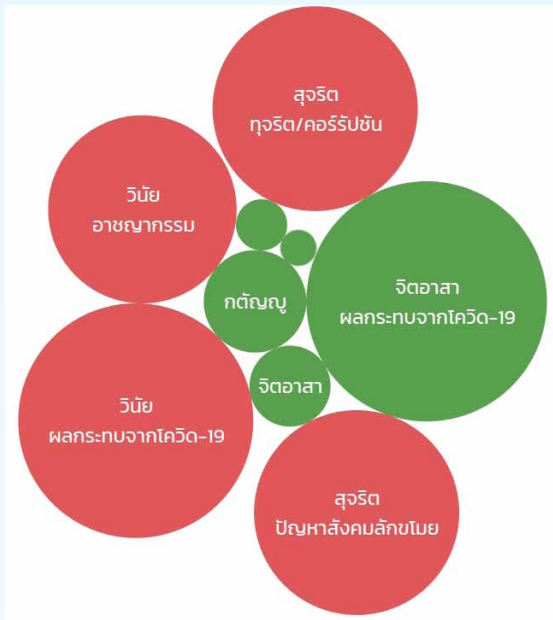 สุจริต
ทุจริต/คอร์รัปชัน
วินัย
อาชญากรรม
กตัญญู
จิตอาสา
ผลกระทบจากโควิด-19
จิตอาสา
วินัย
ผลกระทบจากโควิด-19
สุจริต
ปัญหาสังคมลักขโมย